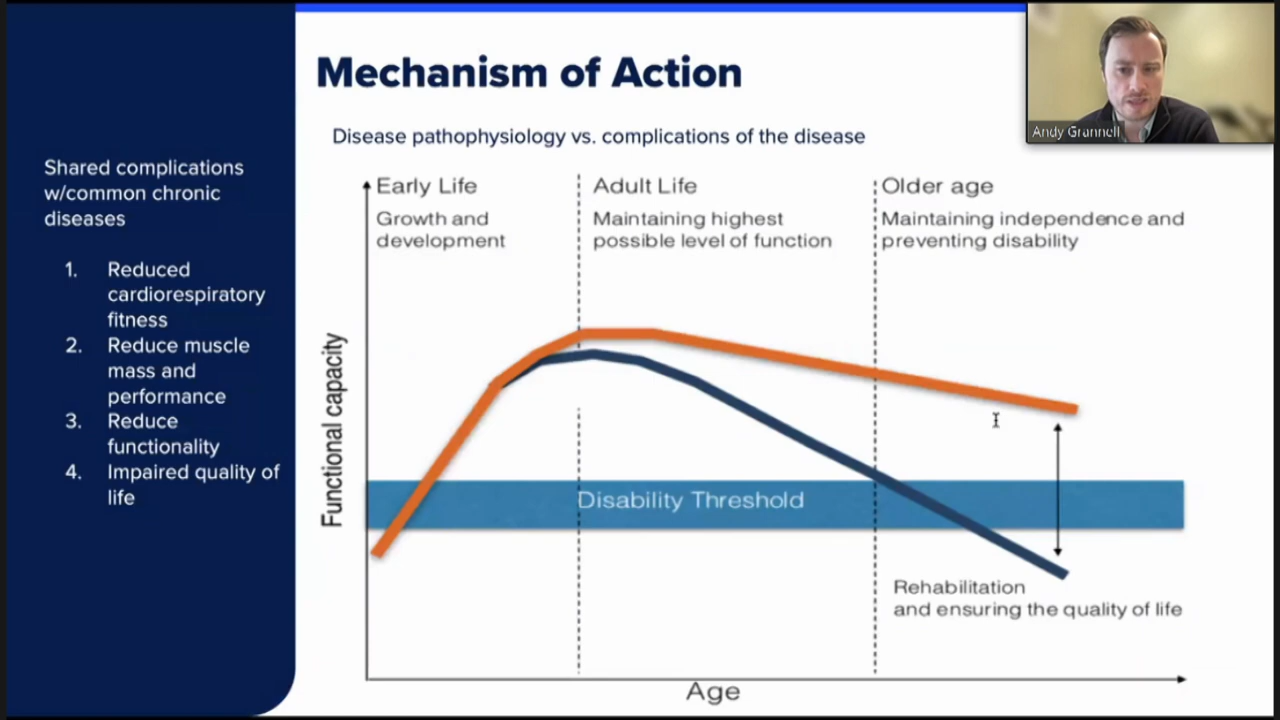 Mechanism of Action
Disease pathophysiology vs. complications of the disease
Andy Grannell
Shared complications
w/common chronic
diseases
1. Reduced
cardiorespiratory
fitness
2. Reduce muscle
mass and
performance
3. Reduce
functionality
4. Impaired quality of
life
Early Life
Growth and
development
Adult Life
Maintaining highest
possible level of function
Older age
Maintaining independence and
preventing disability
Functional capacity
Disability Threshold
Rehabilitation
and ensuring the quality of life
Age